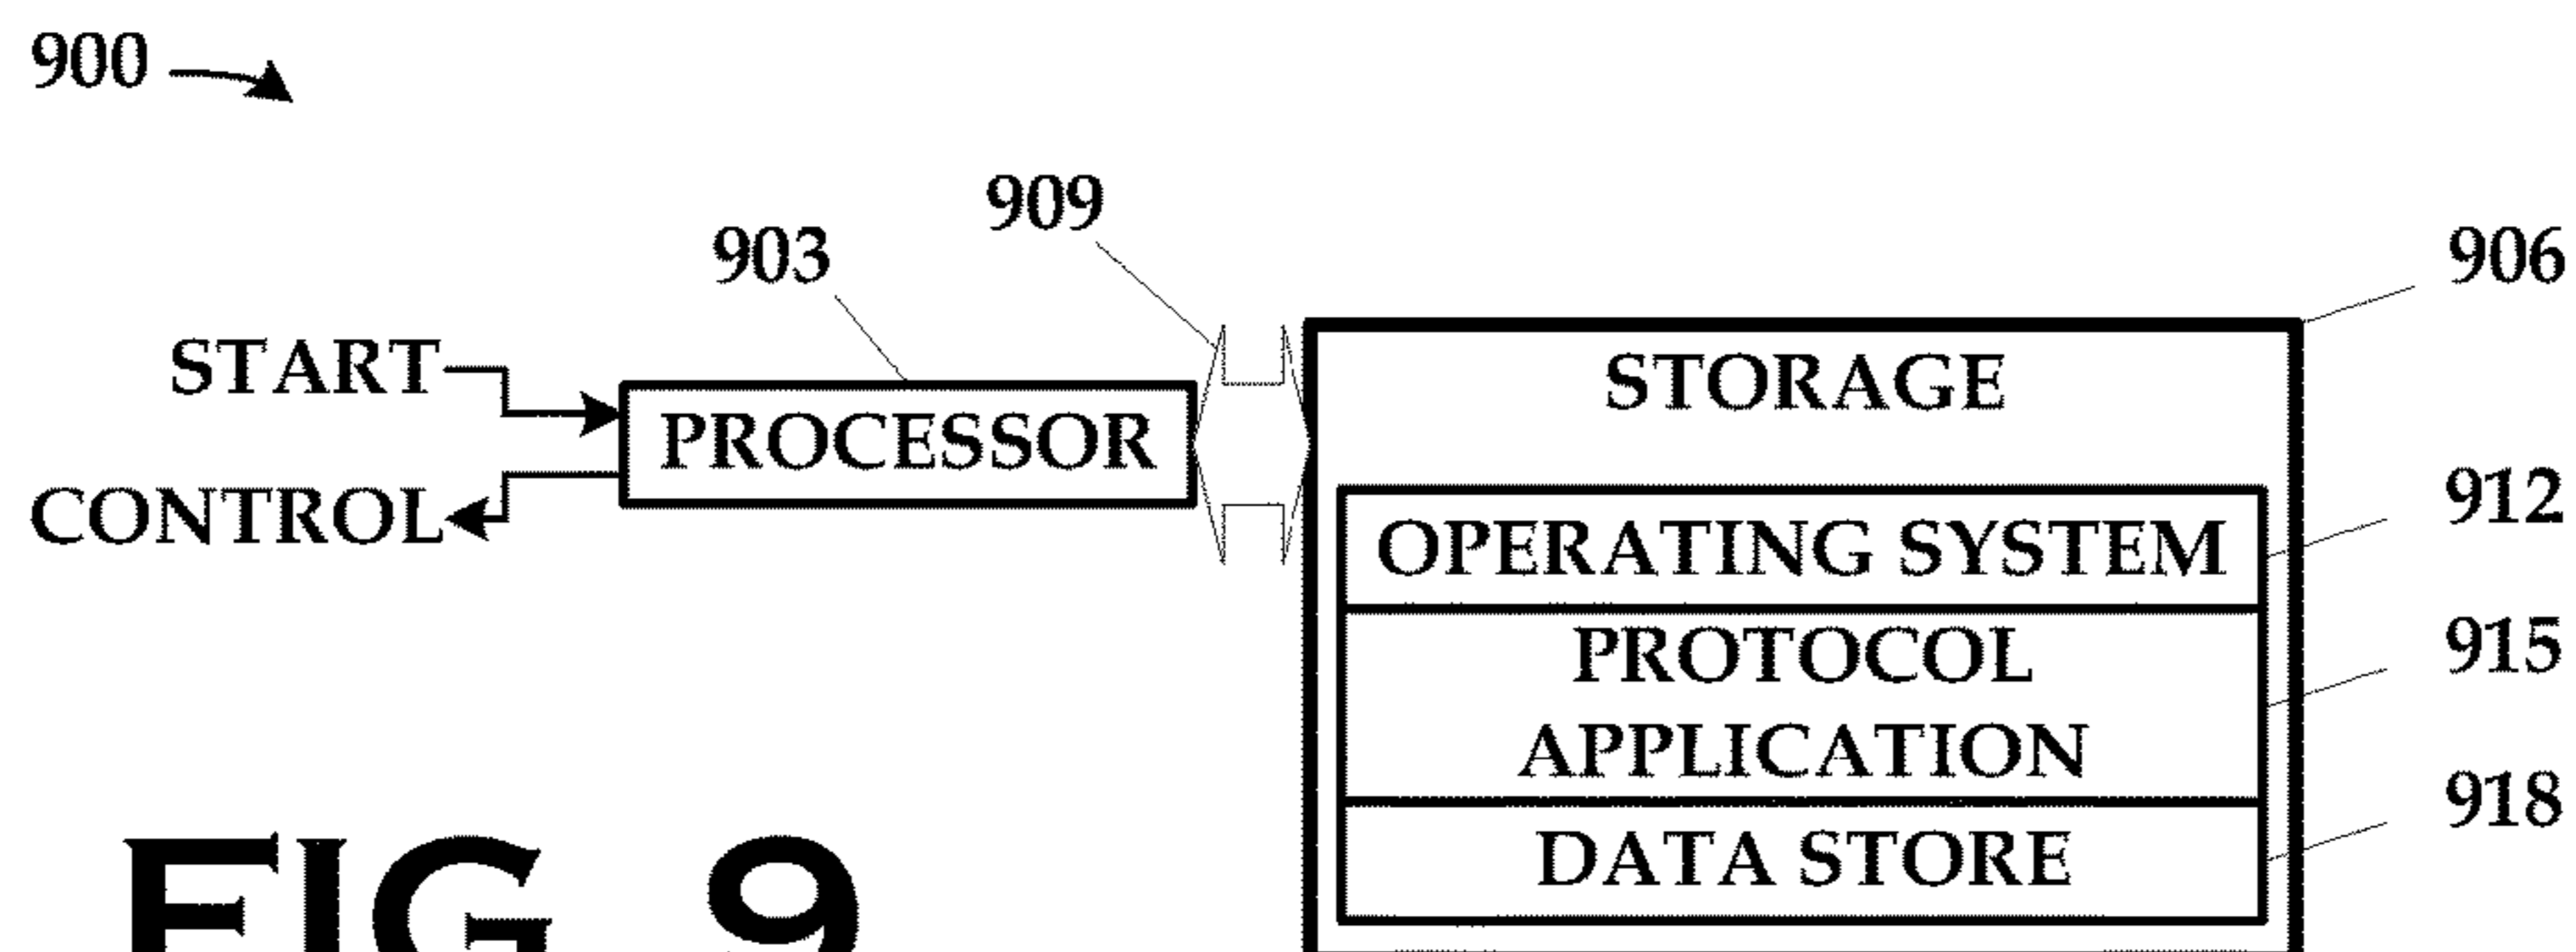 900
909
903
906
START
STORAGE
PROCESSOR
912
CONTROL
OPERATING SYSTEM
915
PROTOCOL
APPLICATION
918
DATA STORE
FIG. 9